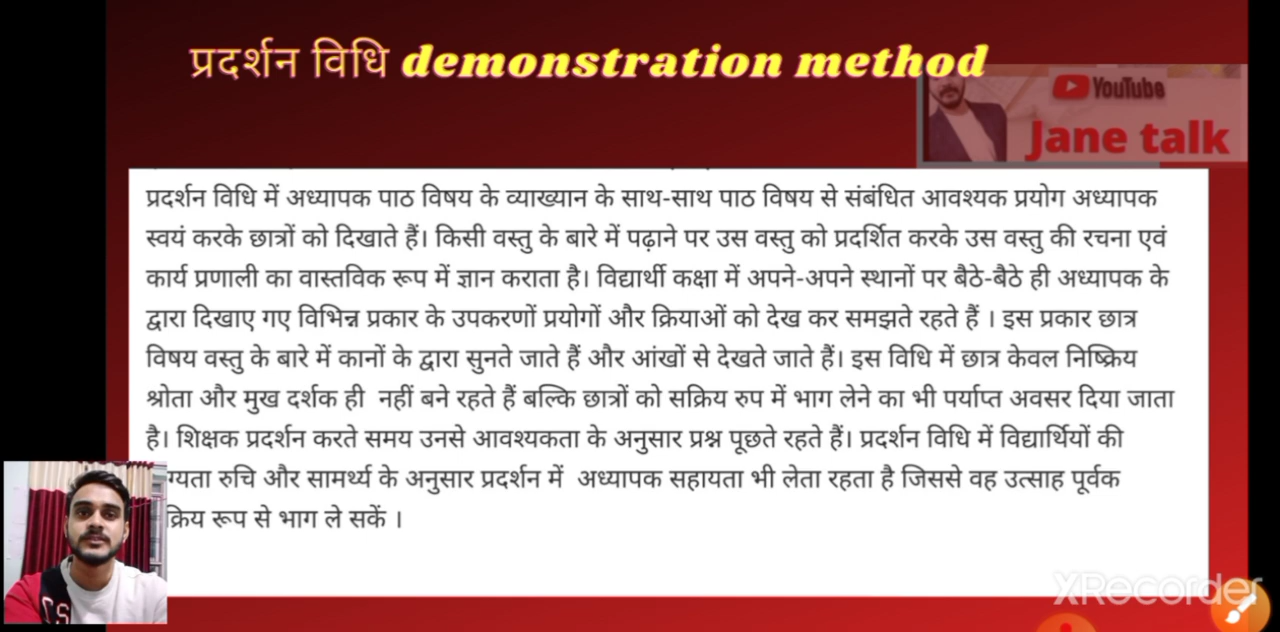 प्रदर्शन विधि demonstration method
YouTube
Jane talk
प्रदर्शन विधि में अध्यापक पाठ विषय के व्याख्यान के साथ-साथ पाठ विषय से संबंधित आवश्यक प्रयोग अध्यापक
स्वयं करके छात्रों को दिखाते हैं। किसी वस्तु के बारे में पढ़ाने पर उस वस्तु को प्रदर्शित करके उस वस्तु की रचना एवं
कार्य प्रणाली का वास्तविक रूप में ज्ञान कराता है। विद्यार्थी कक्षा में अपने-अपने स्थानों पर बैठे-बैठे ही अध्यापक के
द्वारा दिखाए गए विभिन्न प्रकार के उपकरणों प्रयोगों और क्रियाओं को देख कर समझते रहते हैं । इस प्रकार छात्र
विषय वस्तु के बारे में कानों के द्वारा सुनते जाते हैं और आंखों से देखते जाते हैं। इस विधि में छात्र केवल निष्क्रिय
श्रोता और मुख दर्शक ही नहीं बने रहते हैं बल्कि छात्रों को सक्रिय रुप में भाग लेने का भी पर्याप्त अवसर दिया जाता
है। शिक्षक प्रदर्शन करते समय उनसे आवश्यकता के अनुसार प्रश्न पूछते रहते हैं। प्रदर्शन विधि में विद्यार्थियों की
ग्यता रुचि और सामर्थ्य के अनुसार प्रदर्शन में अध्यापक सहायता भी लेता रहता है जिससे वह उत्साह पूर्वक
क्रिय रूप से भाग ले सकें ।
XRecorder